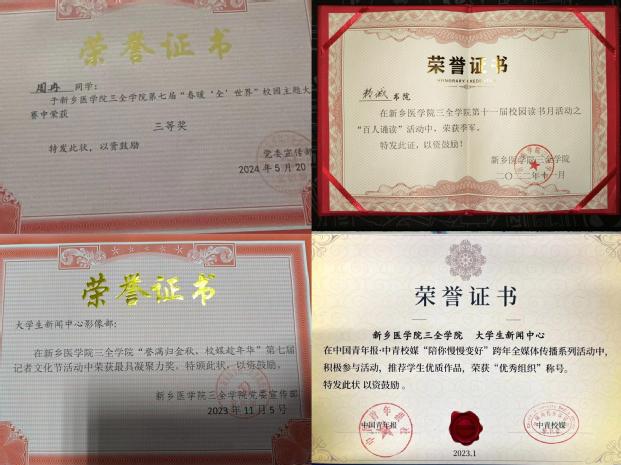 荣誉证书
周冉 同学：
于新乡医学院三全学院第七届“春暖‘全’世界”校园主题大
赛中荣获
三等奖
特发此状，以资鼓励
党委宣传部
2024年5月20
荣誉证书
HONORARY CREDENTIAL
书院
在新乡医学院三全学院第十一届校园读书月活动之
“百人诵读”活动中，荣获季军。
特发此证，以资鼓励！
新乡医学院三全学院
二〇二二年十一月
荣誉证书
大学生新闻中心影像部：
在新乡医学院三全学院“誉满归金秋，校媒趁年华”第七届
记者文化节活动中荣获最具凝聚力奖。特颁此状，以资鼓励。
新乡医学院三全学院党委宣传部
2023年11月5号
荣誉证书
新乡医学院三全学院 大学生新闻中心
在中国青年报·中青校媒“陪你慢慢变好”跨年全媒体传播系列活动中，
积极参与活动，推荐学生优质作品，荣获“优秀组织”称号。
特发此状 以资鼓励。
中国青年报
中青校媒
2023.1